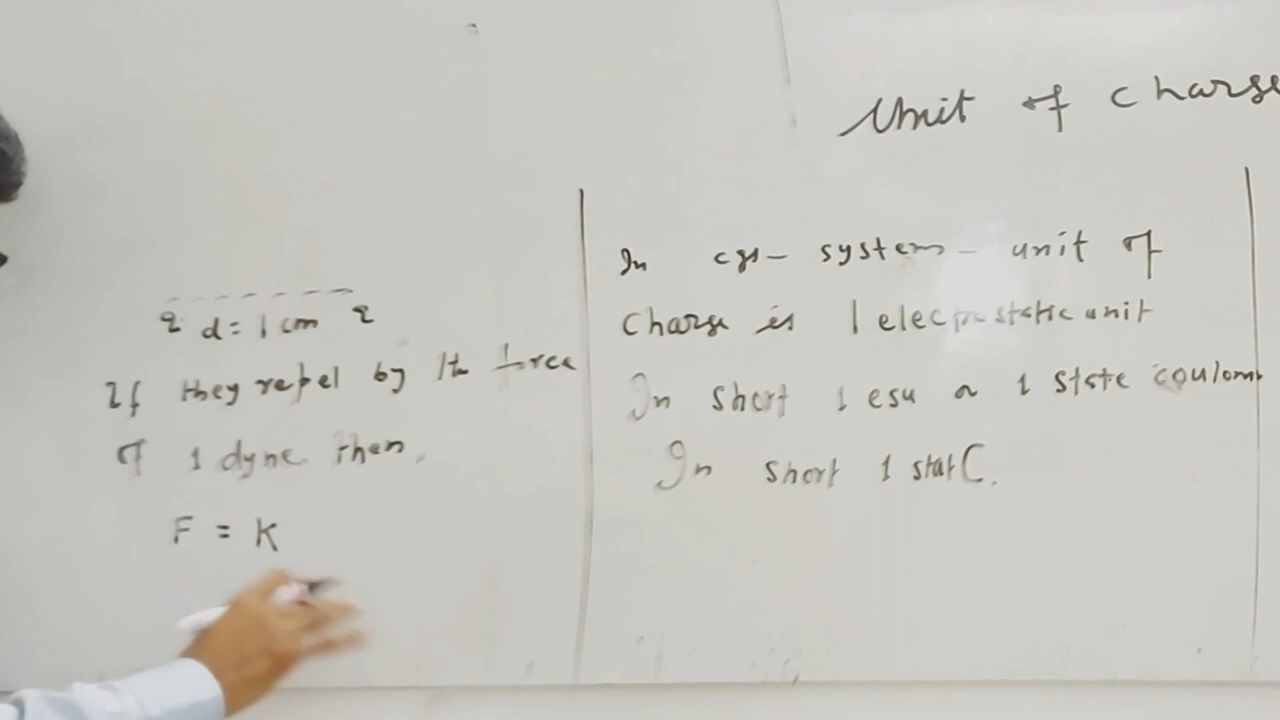 Unit of charge
q d = 1 cm q
If they repel by the force
of 1 dyne then,
F = K
In cgs- system - unit of
Charge is 1 electrostatic unit
In short 1 esu or 1 state coulomb
In short 1 statC.